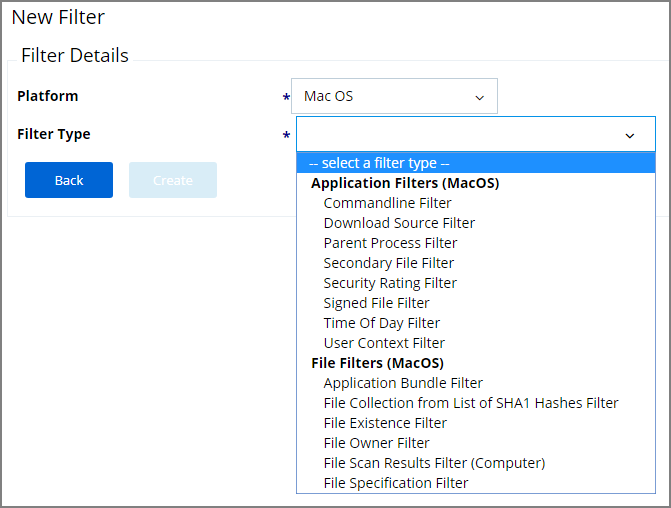 New Filter
Filter Details
Platform * Mac OS
Filter Type *
-- select a filter type --
Back Create
Application Filters (MacOS)
Commandline Filter
Download Source Filter
Parent Process Filter
Secondary File Filter
Security Rating Filter
Signed File Filter
Time Of Day Filter
User Context Filter
File Filters (MacOS)
Application Bundle Filter
File Collection from List of SHA1 Hashes Filter
File Existence Filter
File Owner Filter
File Scan Results Filter (Computer)
File Specification Filter